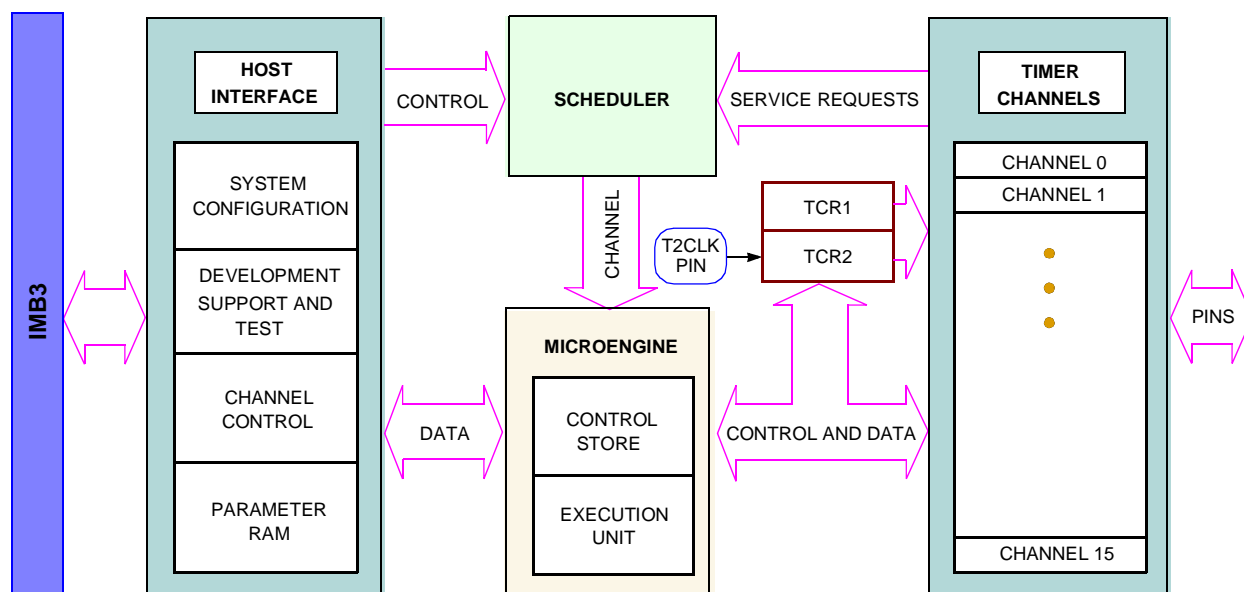 IMB3
HOST
INTERFACE
SYSTEM
CONFIGURATION
DEVELOPMENT
SUPPORT AND
TEST
CHANNEL
CONTROL
PARAMETER
RAM
CONTROL
SCHEDULER
SERVICE REQUESTS
CHANNEL
T2CLK
PIN
TCR1
TCR2
DATA
MICROENGINE
CONTROL
STORE
EXECUTION
UNIT
CONTROL AND DATA
TIMER
CHANNELS
CHANNEL 0
CHANNEL 1
CHANNEL 15
PINS